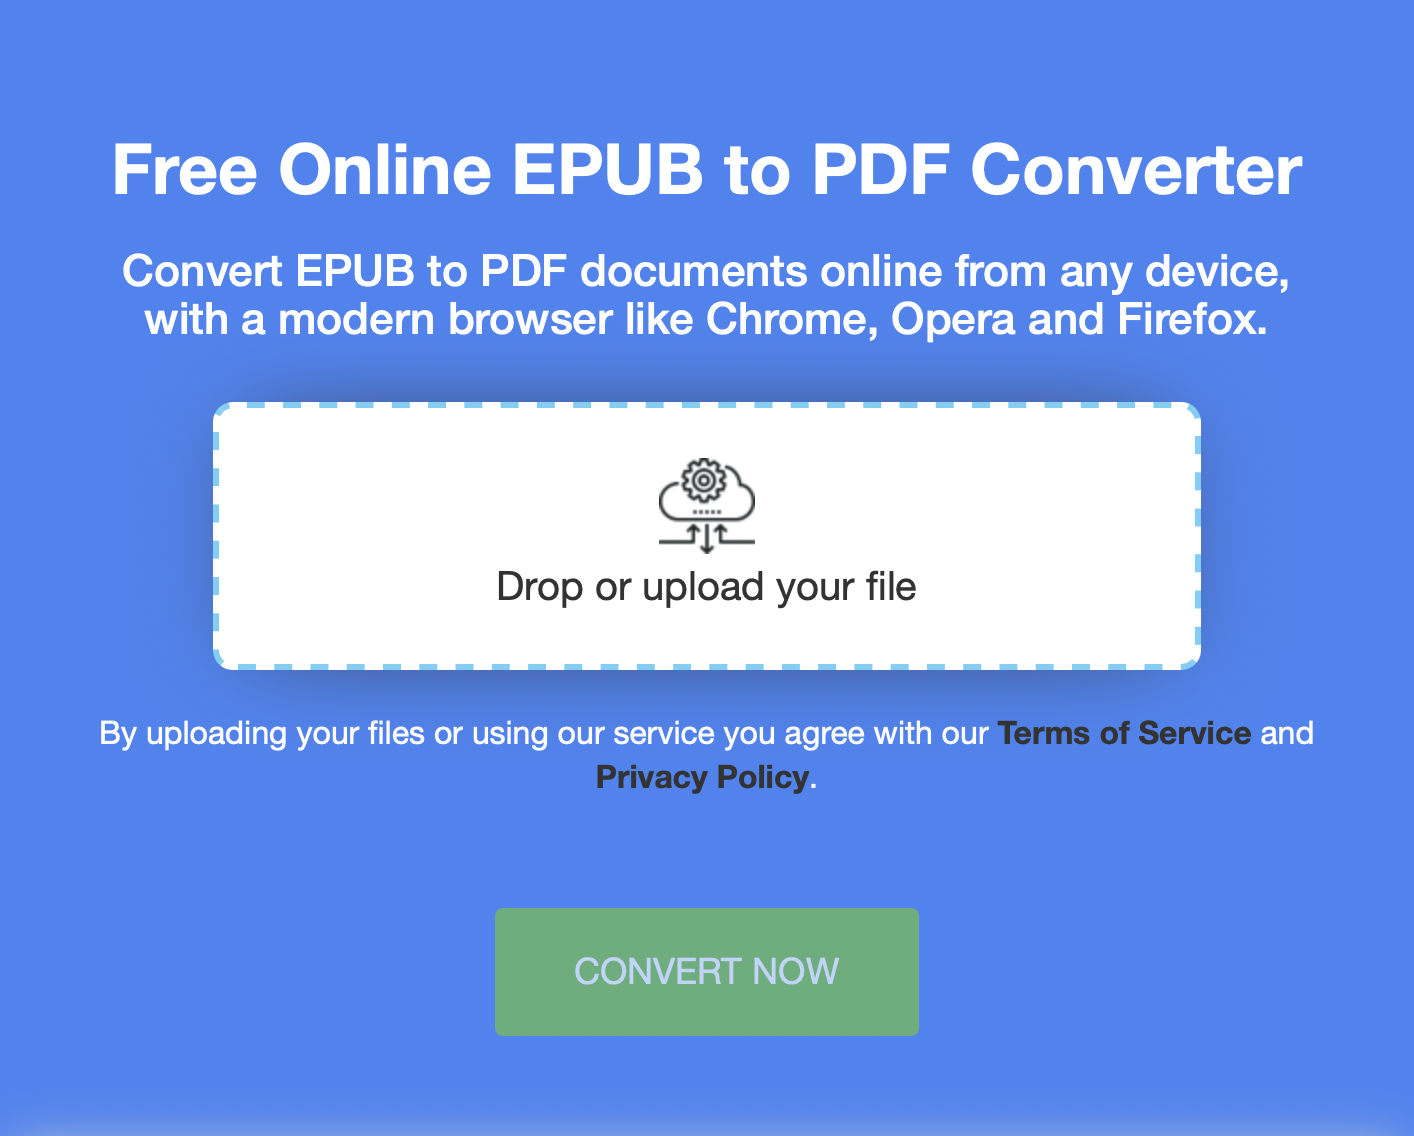 Free Online EPUB to PDF Converter
Convert EPUB to PDF documents online from any device,
with a modern browser like Chrome, Opera and Firefox.
Drop or upload your file
By uploading your files or using our service you agree with our Terms of Service and
Privacy Policy.
CONVERT NOW